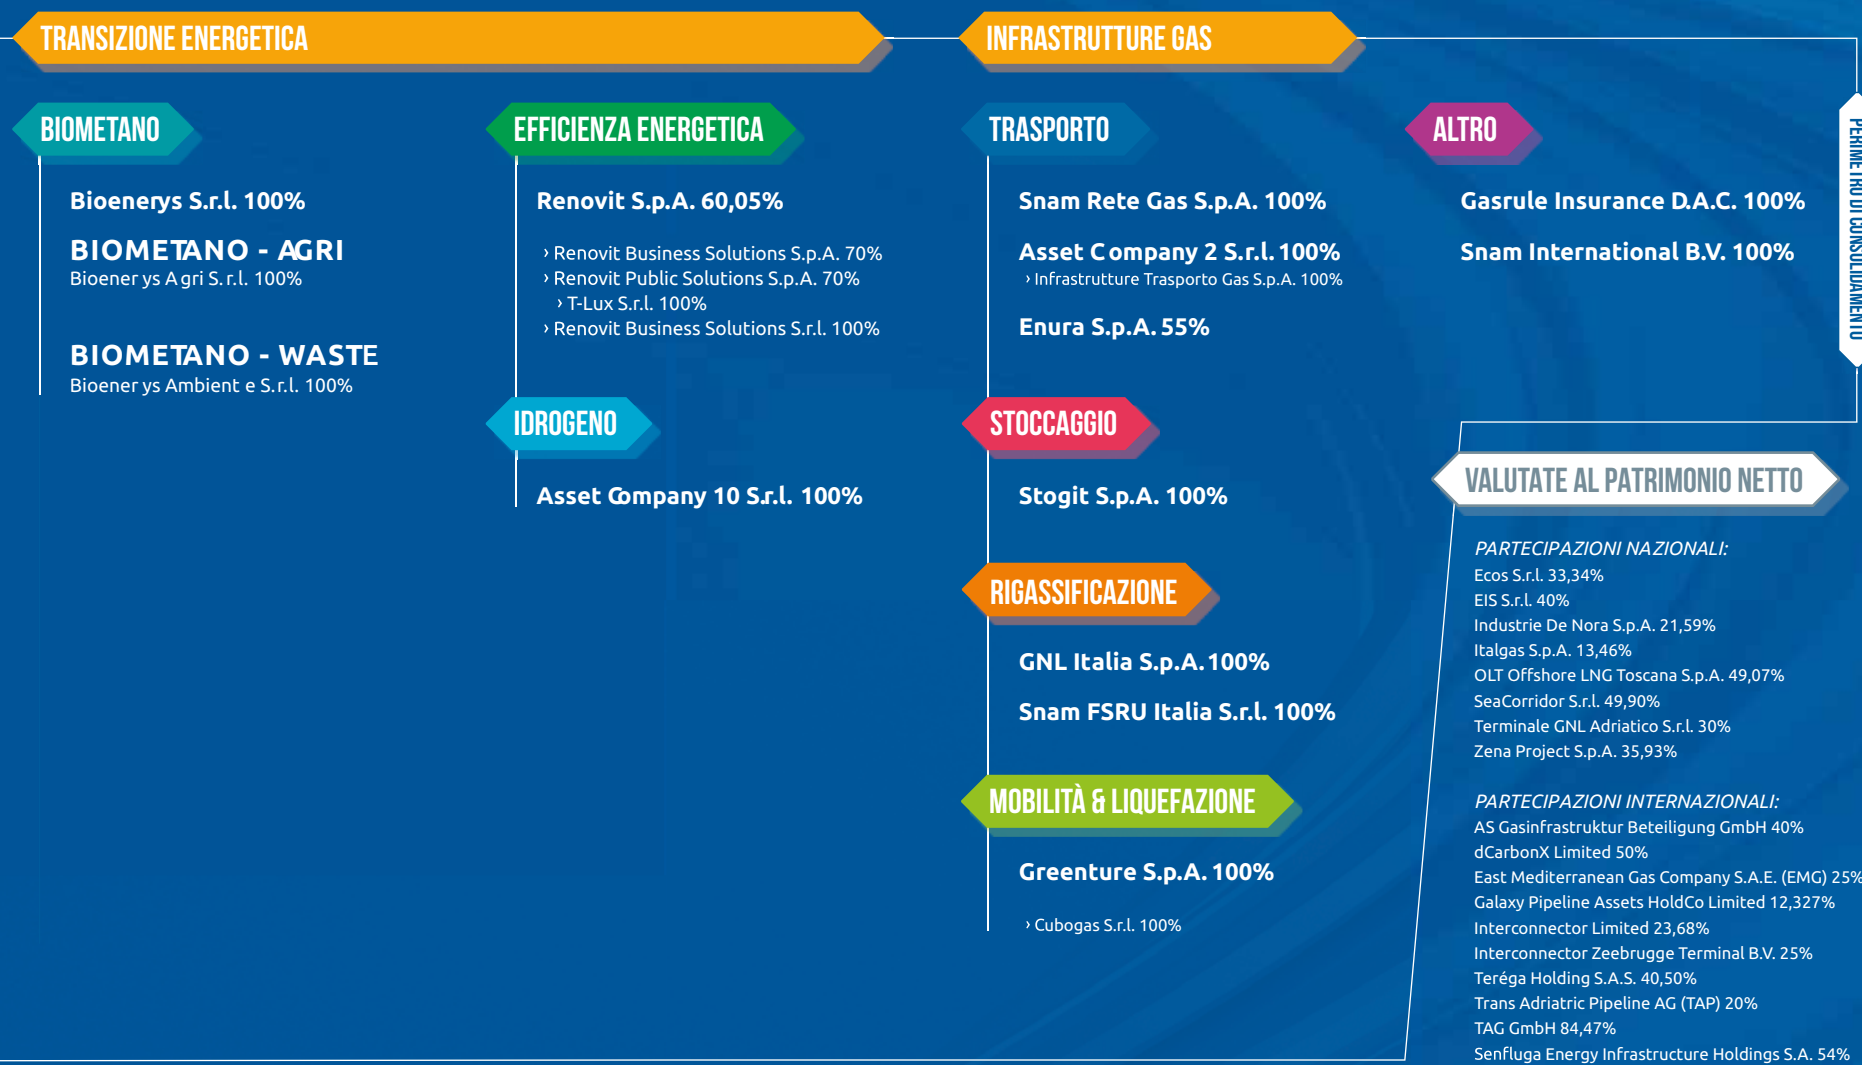 TRANSIZIONE ENERGETICA
BIOMETANO
Bioenerys S.r.l. 100%
BIOMETANO - AGRI
Bioenerys Agri S.r.l. 100%
BIOMETANO - WASTE
Bioenerys Ambiente S.r.l. 100%
EFFICIENZA ENERGETICA
Renovit S.p.A. 60,05%
› Renovit Business Solutions S.p.A. 70%
› Renovit Public Solutions S.p.A. 70%
› T-Lux S.r.l. 100%
› Renovit Business Solutions S.r.l. 100%
IDROGENO
Asset Company 10 S.r.l. 100%
INFRASTRUTTURE GAS
TRASPORTO
Snam Rete Gas S.p.A. 100%
Asset Company 2 S.r.l. 100%
› Infrastrutture Trasporto Gas S.p.A. 100%
Enura S.p.A. 55%
STOCCAGGIO
Stogit S.p.A. 100%
RIGASSIFICAZIONE
GNL Italia S.p.A. 100%
Snam FSRU Italia S.r.l. 100%
MOBILITÀ & LIQUEFAZIONE
Greenture S.p.A. 100%
› Cubogas S.r.l. 100%
ALTRO
Gasrule Insurance D.A.C. 100%
Snam International B.V. 100%
PERIMETRO DI CONSOLIDAMENTO
VALUTATE AL PATRIMONIO NETTO
PARTECIPAZIONI NAZIONALI:
Ecos S.r.l. 33,34%
EIS S.r.l. 40%
Industrie De Nora S.p.A. 21,59%
Italgas S.p.A. 13,46%
OLT Offshore LNG Toscana S.p.A. 49,07%
SeaCorridor S.r.l. 49,90%
Terminale GNL Adriatico S.r.l. 30%
Zena Project S.p.A. 35,93%
PARTECIPAZIONI INTERNAZIONALI:
AS Gasinfrastruktur Beteiligung GmbH 40%
dCarbonX Limited 50%
East Mediterranean Gas Company S.A.E. (EMG) 25%
Galaxy Pipeline Assets HoldCo Limited 12,327%
Interconnector Limited 23,68%
Interconnector Zeebrugge Terminal B.V. 25%
Teréga Holding S.A.S. 40,50%
Trans Adriatric Pipeline AG (TAP) 20%
TAG GmbH 84,47%
Senfluga Energy Infrastructure Holdings S.A. 54%